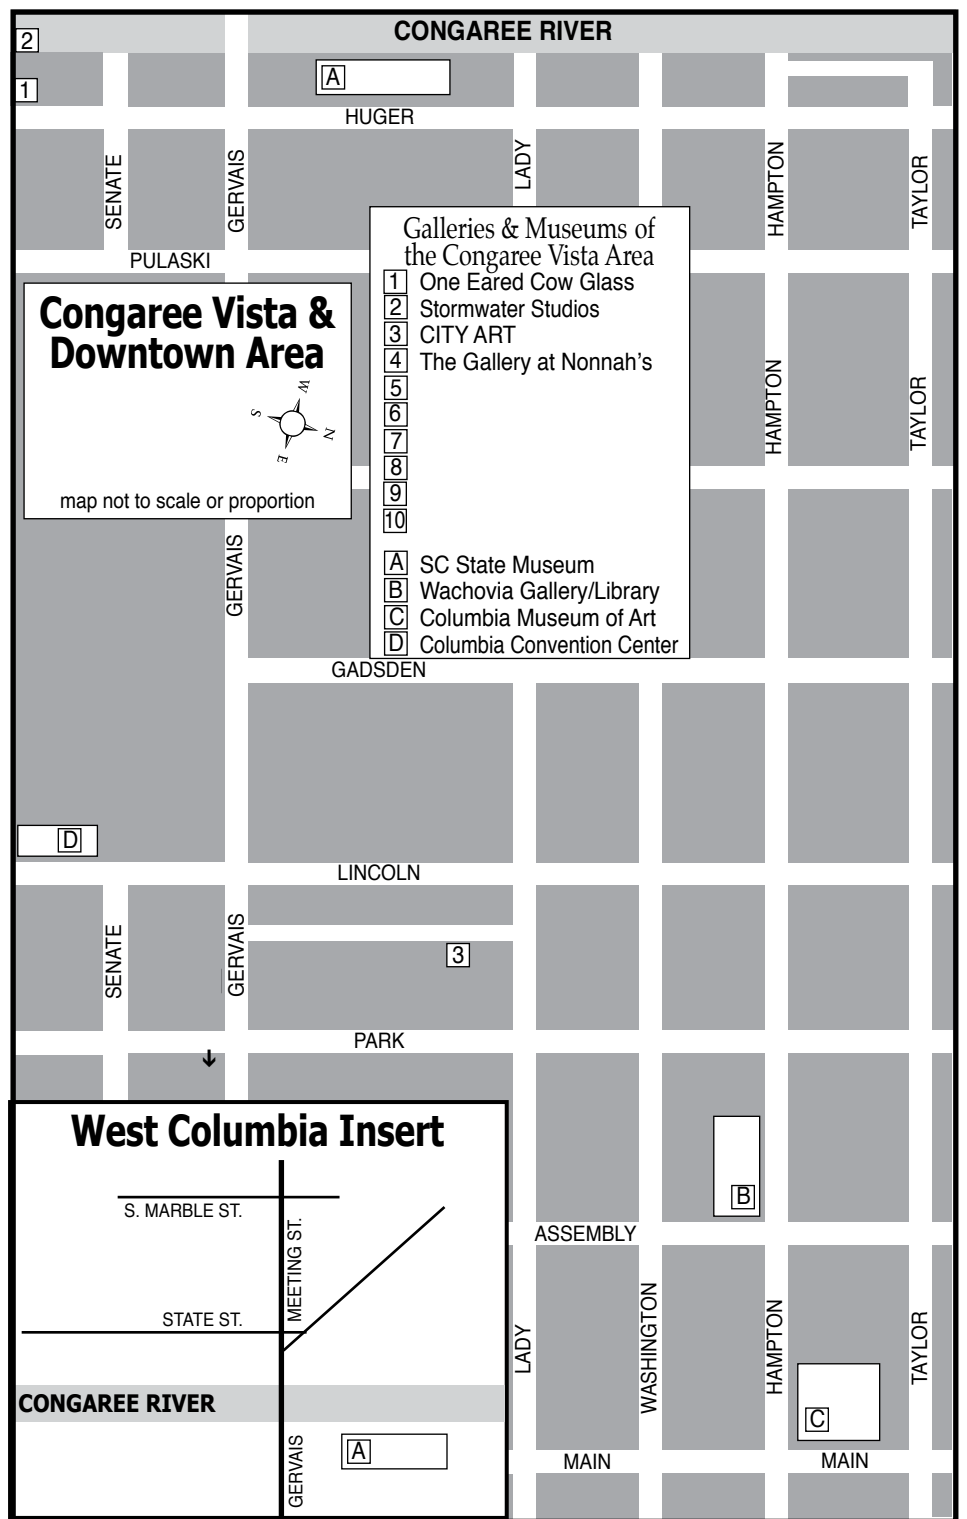 CONGAREE RIVER
2
1
A
HUGER
SENATE
GERVAIS
LADY
HAMPTON
TAYLOR
PULASKI
Galleries & Museums of
the Congaree Vista Area
1 One Eared Cow Glass
2 Stormwater Studios
3 CITY ART
4 The Gallery at Nonnah's
5
6
7
8
9
10
A SC State Museum
B Wachovia Gallery/Library
C Columbia Museum of Art
D Columbia Convention Center
Congaree Vista &
Downtown Area
W
S
N
E
map not to scale or proportion
HAMPTON
TAYLOR
GERVAIS
GADSDEN
D
LINCOLN
SENATE
GERVAIS
3
PARK
West Columbia Insert
S. MARBLE ST.
MEETING ST.
STATE ST.
CONGAREE RIVER
GERVAIS
A
B
ASSEMBLY
LADY
WASHINGTON
HAMPTON
TAYLOR
C
MAIN
MAIN